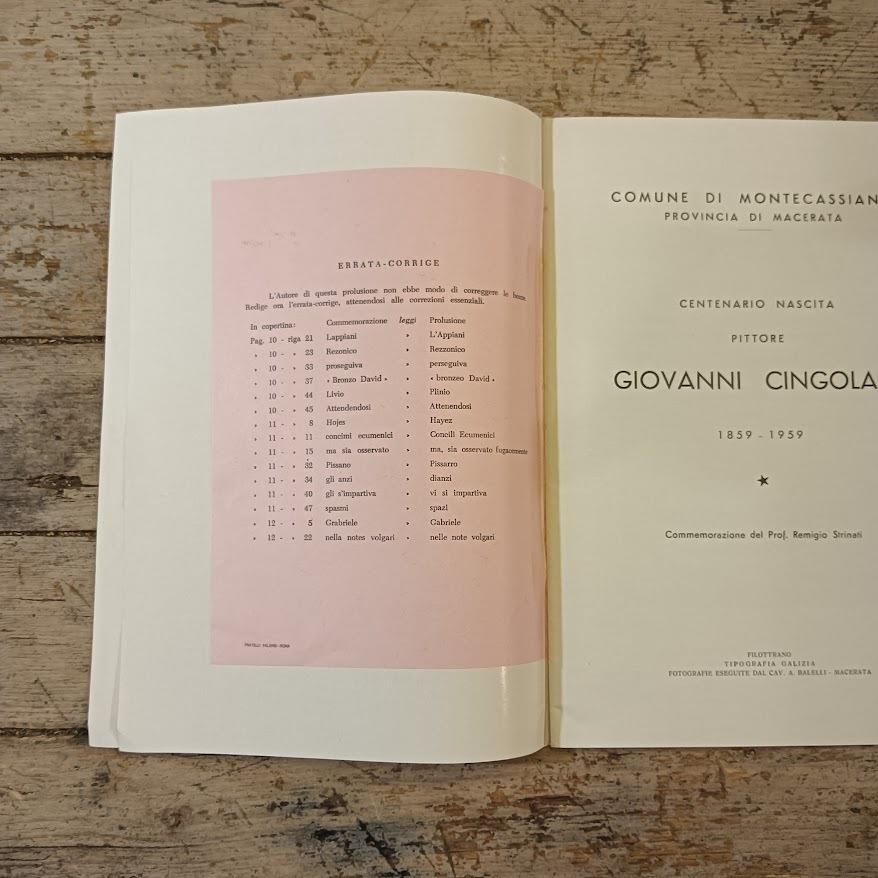 ERRATA-CORRIGE
L'Autore di questa prolusione non ebbe modo di correggere le bozze.
Redige ora l'errata-corrige, attenendosi alle correzioni essenziali.
In copertina: Commemorazione leggi Prolusione
Pag. 10 - riga 21 Lappiani » L'Appiani
» 10 - » 23 Rezonico » Rezzonico
» 10 - » 33 proseguiva » perseguiva
» 10 - » 37 « Bronzo David » » « bronzeo David »
» 10 - » 44 Livio » Plinio
» 10 - » 45 Attendendosi » Attenendosi
» 11 - » 8 Hojes » Hayez
» 11 - » 11 concimi ecumenici » Concili Ecumenici
» 11 - » 15 ma sia osservato » ma, sia osservato fugacemente
» 11 - » 32 Pissano » Pissarro
» 11 - » 34 gli anzi » dianzi
» 11 - » 40 gli s'impartiva » vi si impartiva
» 11 - » 47 spasmi » spazi
» 12 - » 5 Grabriele » Gabriele
» 12 - » 22 nella notes volgari » nelle note volgari
COMUNE DI MONTECASSIAN
PROVINCIA DI MACERATA
CENTENARIO NASCITA
PITTORE
GIOVANNI CINGOLA
1859 - 1959
Commemorazione del Prof. Remigio Strinati
FILOTTRANO
TIPOGRAFIA GALIZIA
FOTOGRAFIE ESEGUITE DAL CAV. A. BALELLI - MACERATA